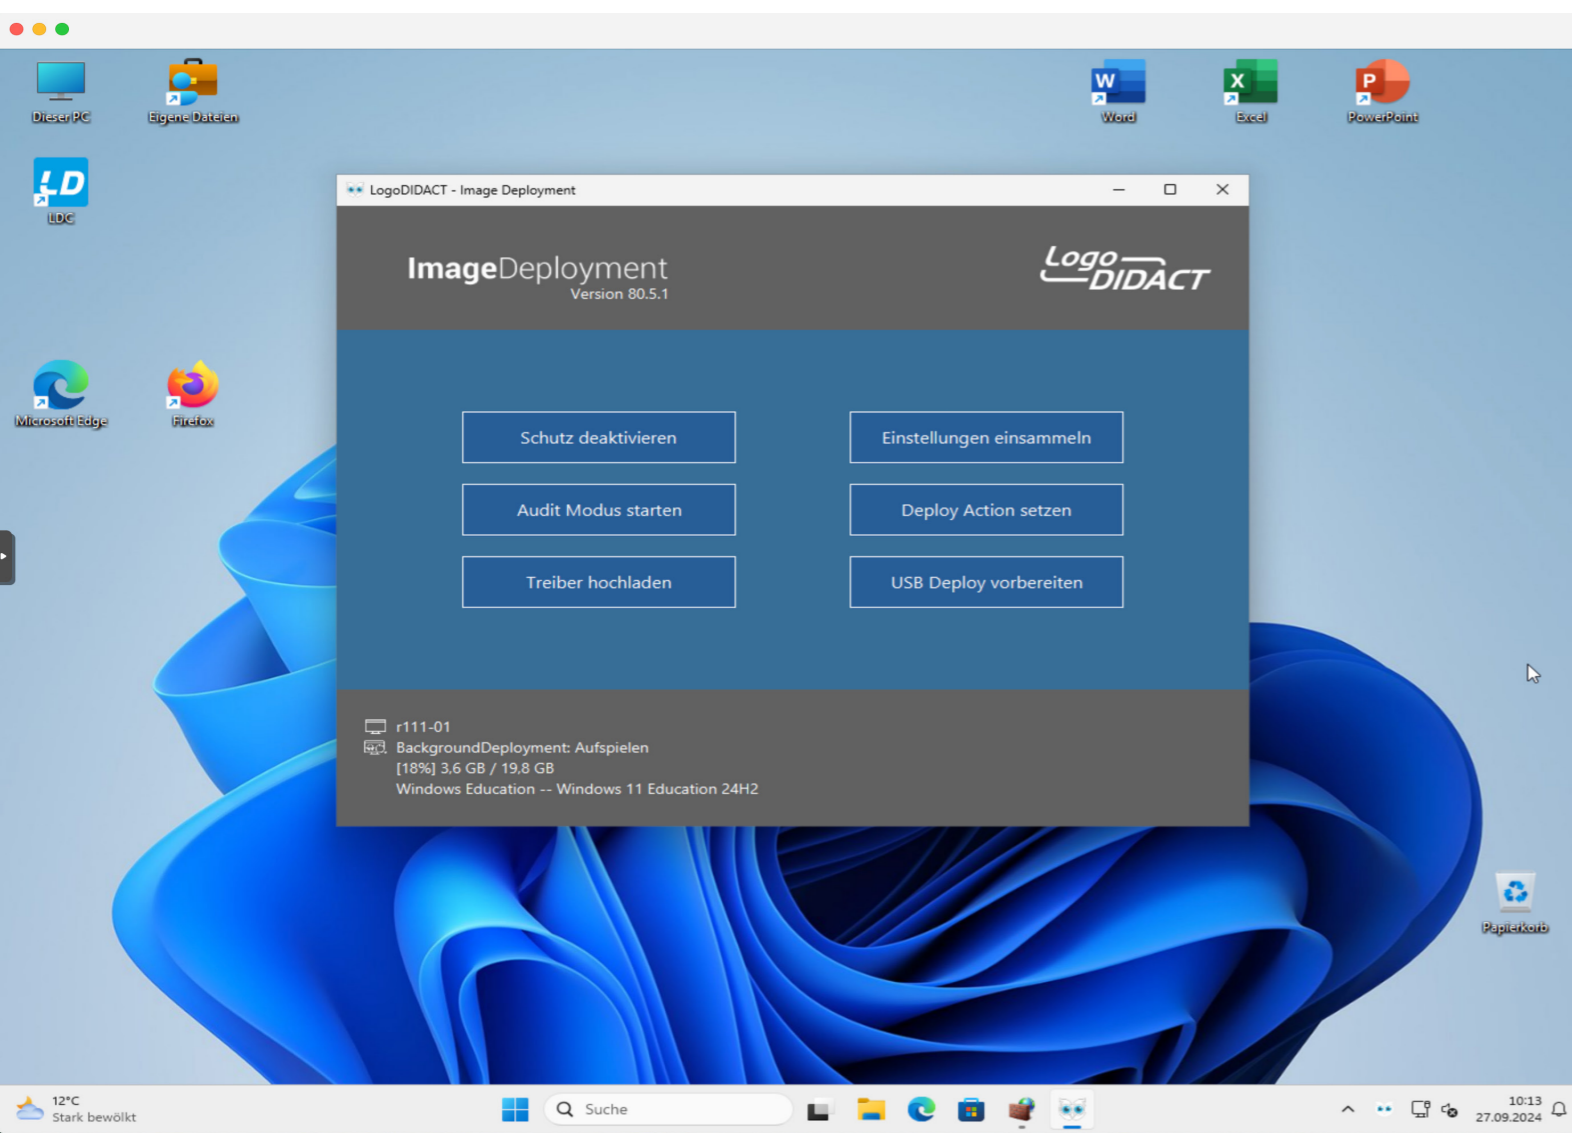 Dieser PC
Eigene Dateien
Word
Excel
PowerPoint
LD
LDC
LogoDIDACT - Image Deployment
ImageDeployment
Version 80.5.1
Logo
DIDACT
Microsoft Edge
Firefox
Schutz deaktivieren
Einstellungen einsammeln
Audit Modus starten
Deploy Action setzen
Treiber hochladen
USB Deploy vorbereiten
r111-01
BackgroundDeployment: Aufspielen
[18%] 3,6 GB / 19,8 GB
Windows Education -- Windows 11 Education 24H2
Papierkorb
12°C
Stark bewölkt
Suche
10:13
27.09.2024